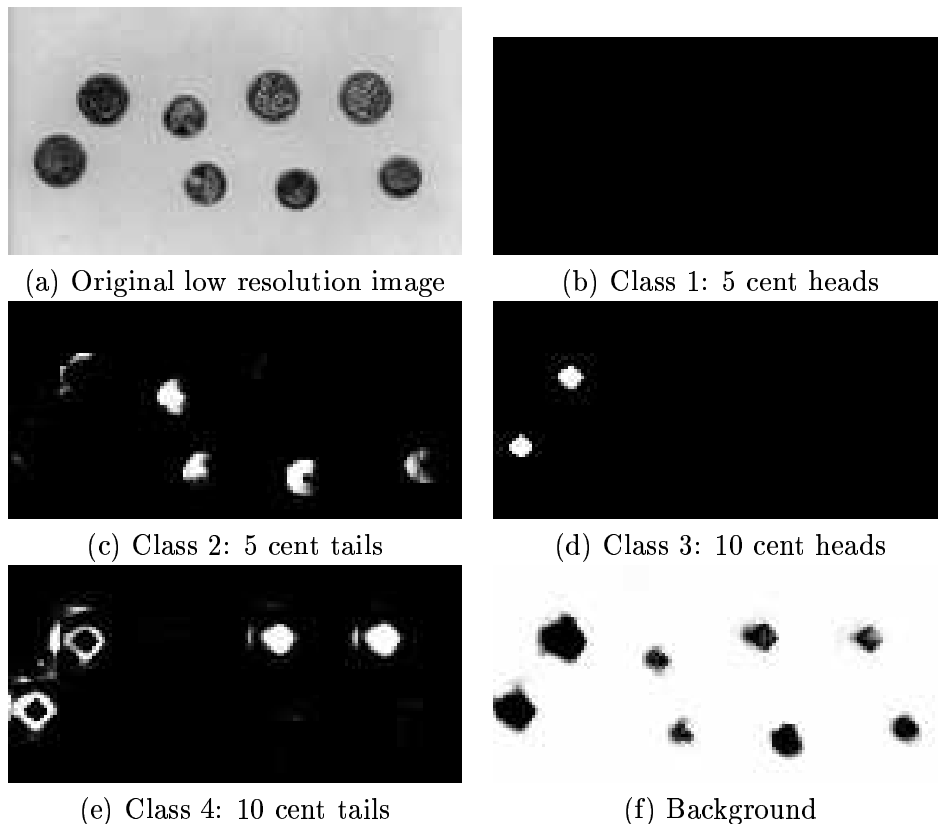 (a) Original low resolution image
(b) Class 1: 5 cent heads
(c) Class 2: 5 cent tails
(d) Class 3: 10 cent heads
(e) Class 4: 10 cent tails
(f) Background